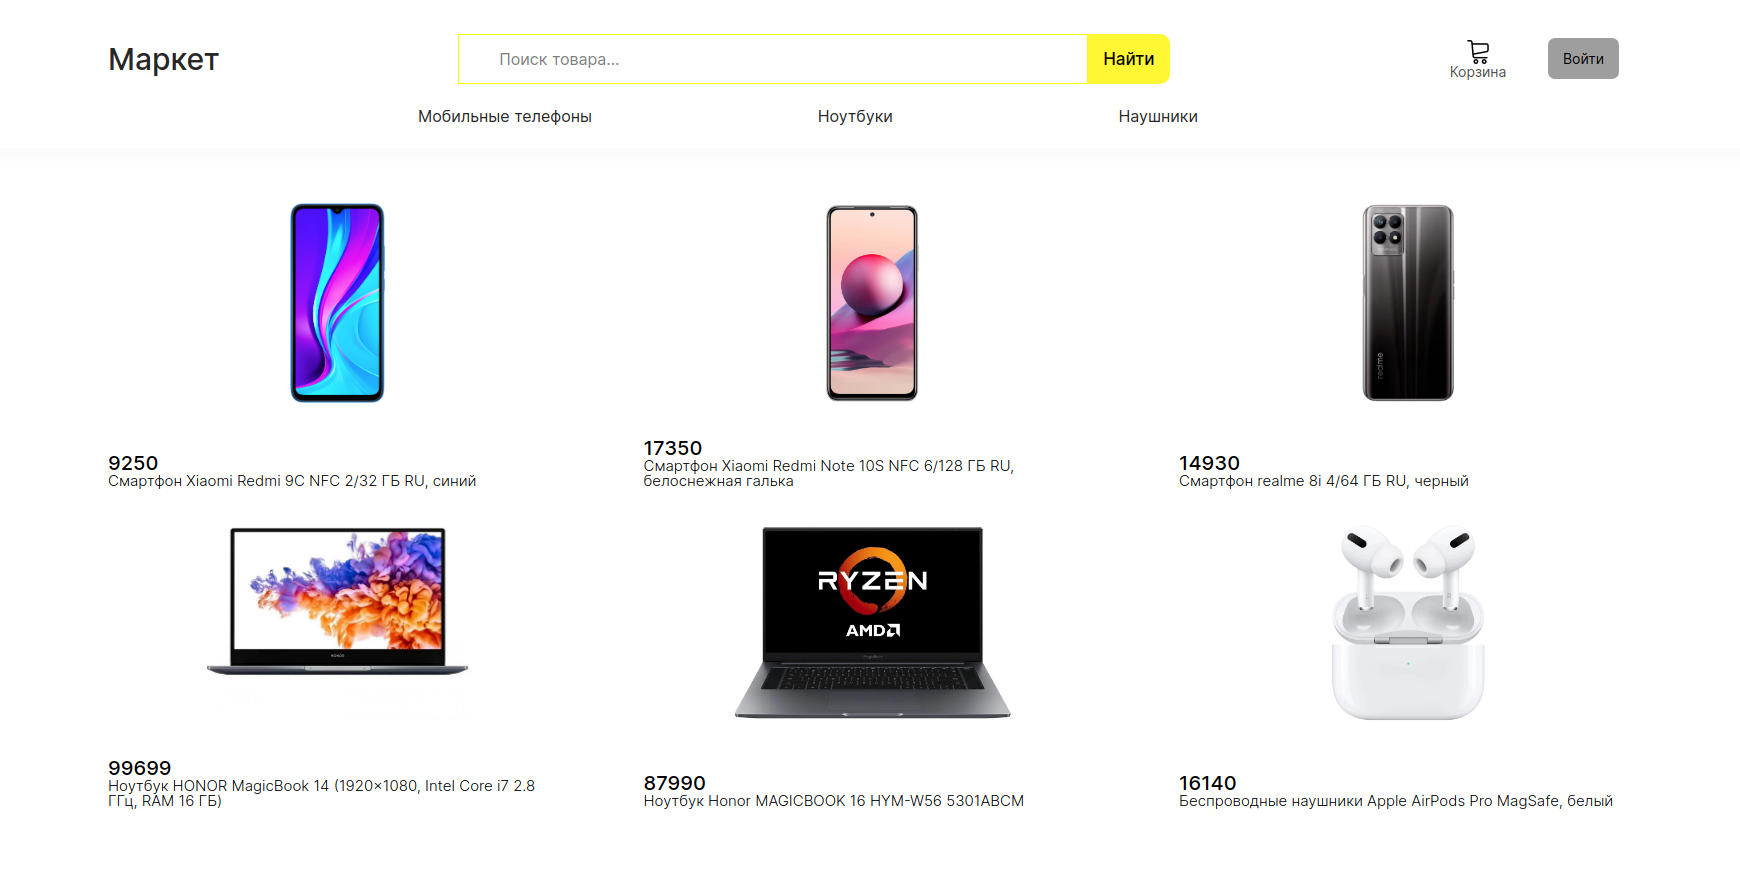 Маркет
Поиск товара...
Найти
Корзина
Войти
Мобильные телефоны
Ноутбуки
Наушники
realme
9250
Смартфон Xiaomi Redmi 9C NFC 2/32 ГБ RU, синий
17350
Смартфон Xiaomi Redmi Note 10S NFC 6/128 ГБ RU,
белоснежная галька
14930
Смартфон realme 8i 4/64 ГБ RU, черный
HONOR
RYZEN
AMD
99699
Ноутбук HONOR MagicBook 14 (1920x1080, Intel Core i7 2.8
ГГц, RAM 16 ГБ)
87990
Ноутбук Honor MAGICBOOK 16 HYM-W56 5301ABCM
16140
Беспроводные наушники Apple AirPods Pro MagSafe, белый